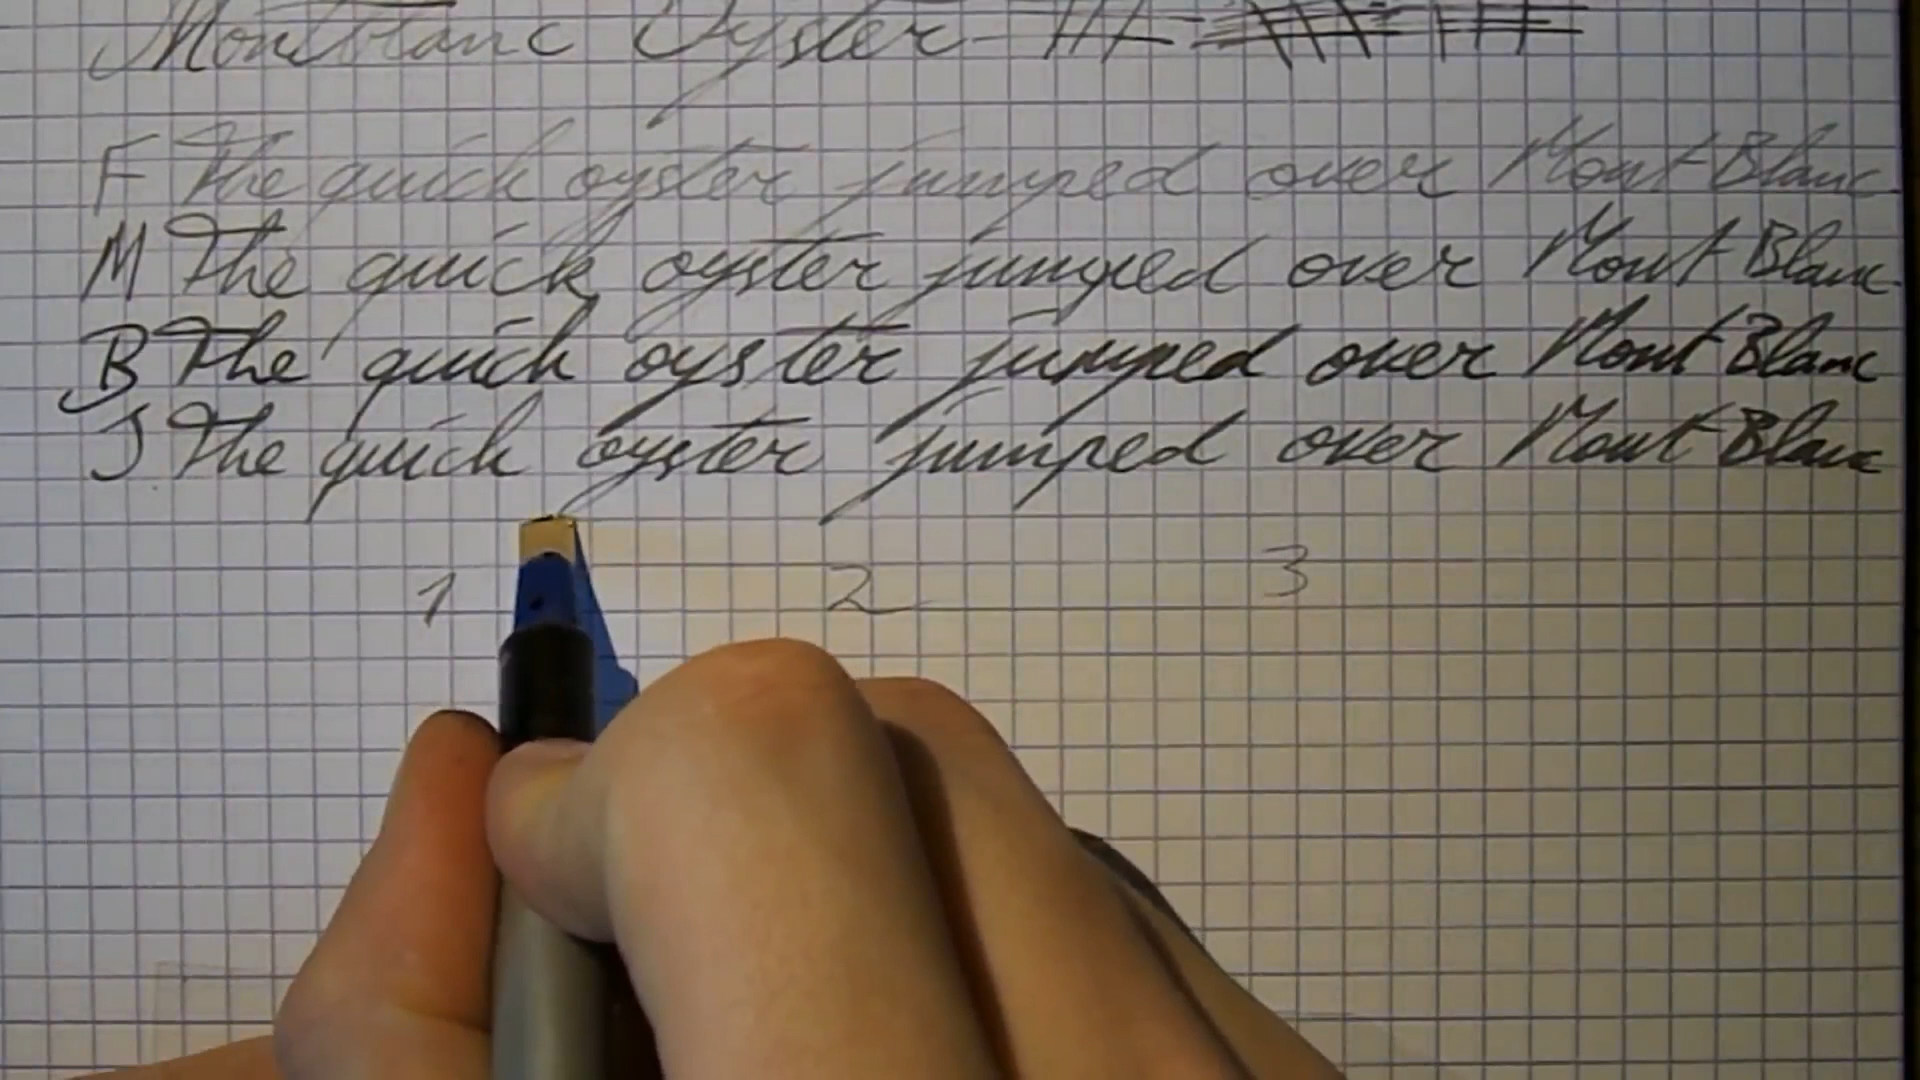 Montblanc Oyster
F The quick oyster jumped over Mont Blanc.
M The quick oyster jumped over Mont Blanc.
B The quick oyster jumped over Mont Blanc
J The quick oyster jumped over Mont Blanc
1 2 3